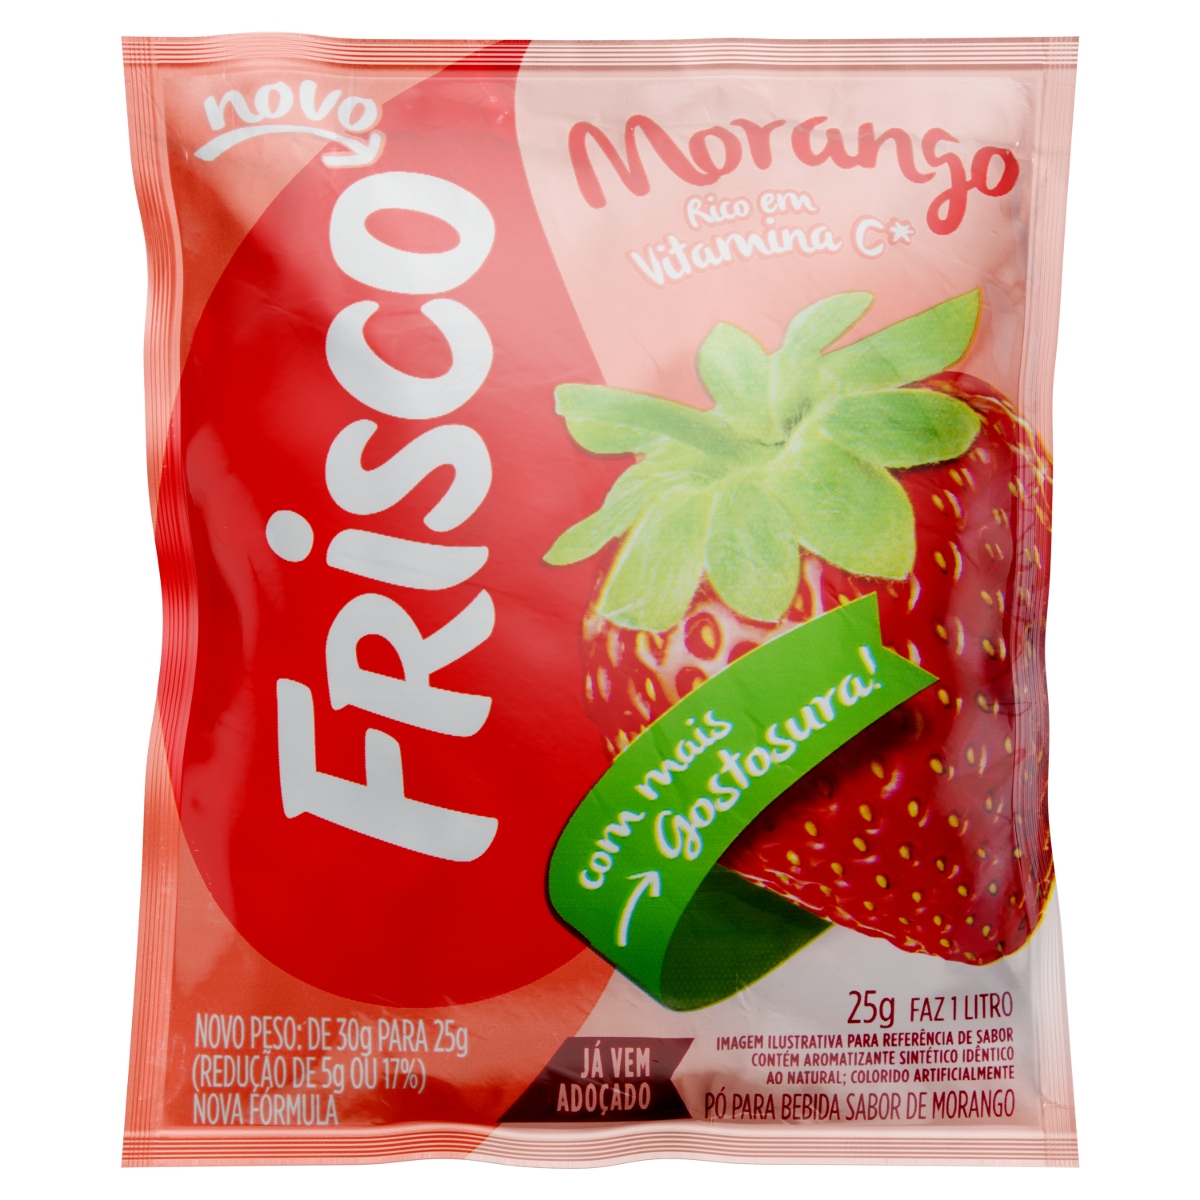 novo
FRISCO
Morango
Rico em
Vitamina C*
com mais
Gostosura!
NOVO PESO: DE 30g PARA 25g
(REDUÇÃO DE 5g OU 17%)
NOVA FÓRMULA
JÁ VEM
ADOÇADO
25g FAZ 1 LITRO
IMAGEM ILUSTRATIVA PARA REFERÊNCIA DE SABOR
CONTÉM AROMATIZANTE SINTÉTICO IDÊNTICO
AO NATURAL; COLORIDO ARTIFICIALMENTE
PÓ PARA BEBIDA SABOR DE MORANGO